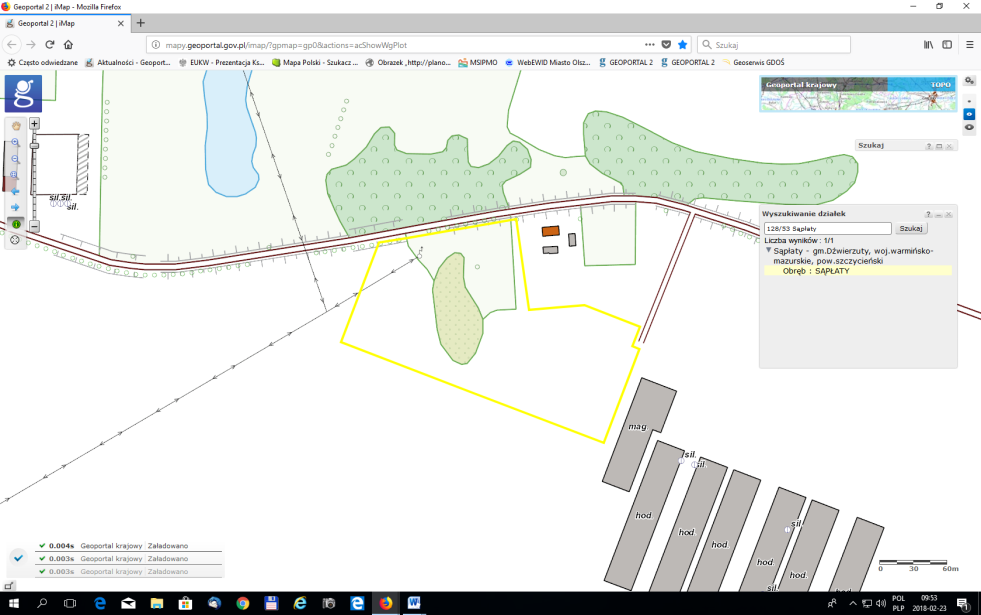 Geoportal 2 | iMap - Mozilla Firefox
Geoportal 2 | iMap
mapy.geoportal.gov.pl/imap/?gpmap=gp0&actions=acShowWgPlot
Szukaj
Często odwiedzane
Aktualności - Geoport...
EUKW - Prezentacja Ks...
Mapa Polski - Szukacz ...
Obrazek ,http://plano...
MSIPMO
WebEWID Miasto Olsz...
GEOPORTAL 2
GEOPORTAL 2
Geoserwis GDOŚ
Geoportal krajowy TOPO
Szukaj
sil. sil.
sil.
Wyszukiwanie działek
128/53 Sapłaty Szukaj
Liczba wyników : 1/1
Sąpłaty - gm.Dźwierzuty, woj.warmińsko-
mazurskie, pow.szczycieński
Obręb : SĄPŁATY
mag.
sil.
sil.
hod.
hod.
hod.
sil.
hod.
hod.
sil.
0.004s Geoportal krajowy Załadowano
0.003s Geoportal krajowy Załadowano
0.003s Geoportal krajowy Załadowano
0 30 60m
POL 09:53
PLP 2018-02-23